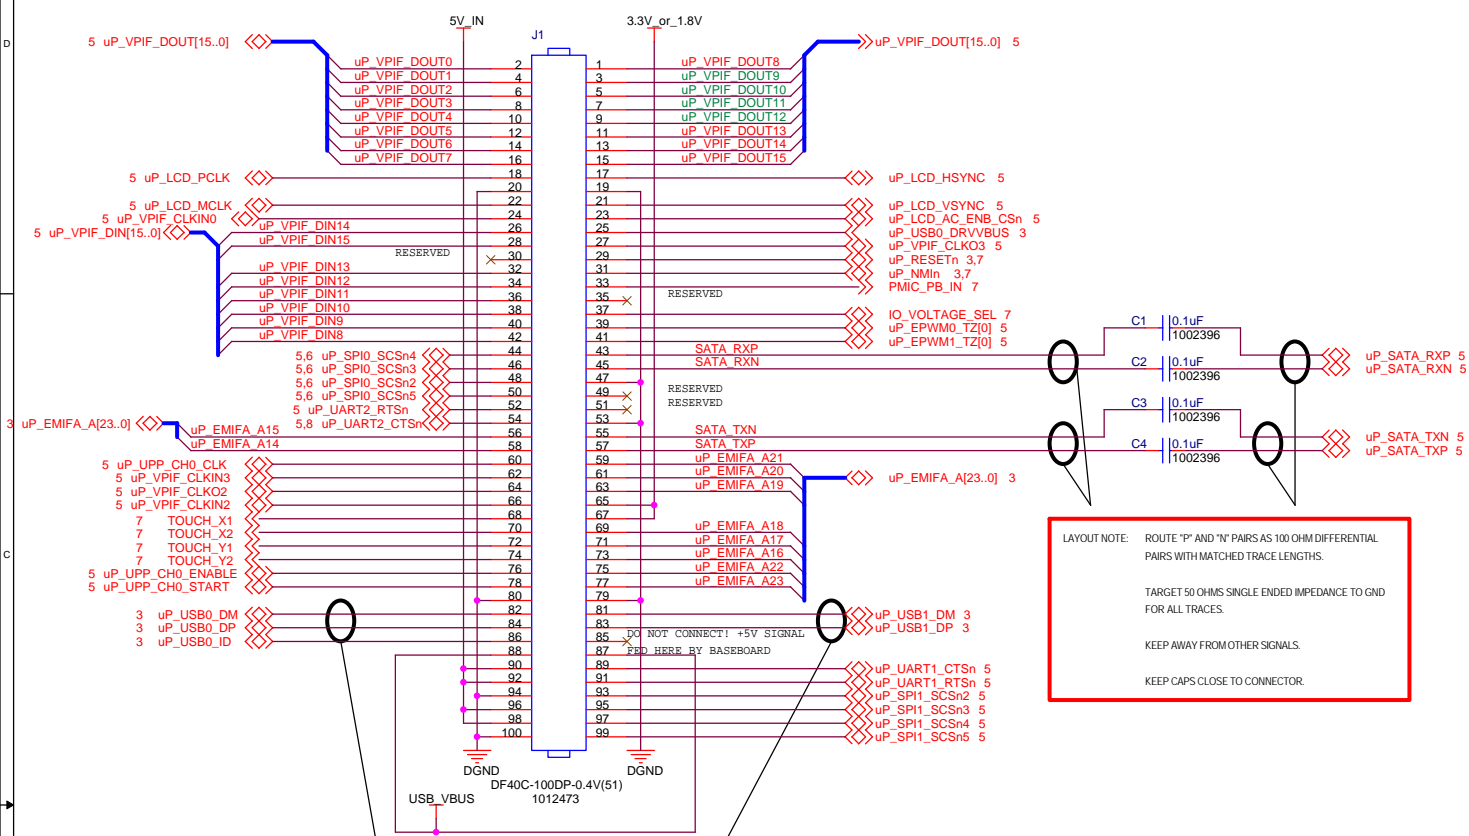 D
5V_IN
3.3V_or_1.8V
J1
5 uP_VPIF_DOUT[15..0]
uP_VPIF_DOUT[15..0] 5
uP_VPIF_DOUT0 2 1 uP_VPIF_DOUT8
uP_VPIF_DOUT1 4 3 uP_VPIF_DOUT9
uP_VPIF_DOUT2 6 5 uP_VPIF_DOUT10
uP_VPIF_DOUT3 8 7 uP_VPIF_DOUT11
uP_VPIF_DOUT4 10 9 uP_VPIF_DOUT12
uP_VPIF_DOUT5 12 11 uP_VPIF_DOUT13
uP_VPIF_DOUT6 14 13 uP_VPIF_DOUT14
uP_VPIF_DOUT7 16 15 uP_VPIF_DOUT15
5 uP_LCD_PCLK 18 17 uP_LCD_HSYNC 5
20 19
5 uP_LCD_MCLK 22 21 uP_LCD_VSYNC 5
5 uP_VPIF_CLKIN0 24 23 uP_LCD_AC_ENB_CSn 5
5 uP_VPIF_DIN[15..0] uP_VPIF_DIN14 26 25 uP_USB0_DRVVBUS 3
uP_VPIF_DIN15 28 27 uP_VPIF_CLKO3 5
RESERVED 30 29 uP_RESETn 3,7
uP_VPIF_DIN13 32 31 uP_NMIn 3,7
uP_VPIF_DIN12 34 33 PMIC_PB_IN 7
uP_VPIF_DIN11 36 35 RESERVED
uP_VPIF_DIN10 38 37 IO_VOLTAGE_SEL 7
uP_VPIF_DIN9 40 39 uP_EPWM0_TZ[0] 5
uP_VPIF_DIN8 42 41 uP_EPWM1_TZ[0] 5
5,6 uP_SPI0_SCSn4 44 43 SATA_RXP C1 0.1uF 1002396 uP_SATA_RXP 5
5,6 uP_SPI0_SCSn3 46 45 SATA_RXN C2 0.1uF 1002396 uP_SATA_RXN 5
5,6 uP_SPI0_SCSn2 48 47
5,6 uP_SPI0_SCSn5 50 49 RESERVED
5 uP_UART2_RTSn 52 51 RESERVED
5,8 uP_UART2_CTSn 54 53
3 uP_EMIFA_A[23..0] uP_EMIFA_A15 56 55 SATA_TXN C3 0.1uF 1002396 uP_SATA_TXN 5
uP_EMIFA_A14 58 57 SATA_TXP C4 0.1uF 1002396 uP_SATA_TXP 5
5 uP_UPP_CH0_CLK 60 59 uP_EMIFA_A21
5 uP_VPIF_CLKIN3 62 61 uP_EMIFA_A20 uP_EMIFA_A[23..0] 3
5 uP_VPIF_CLKO2 64 63 uP_EMIFA_A19
5 uP_VPIF_CLKIN2 66 65
7 TOUCH_X1 68 67
7 TOUCH_X2 70 69 uP_EMIFA_A18
7 TOUCH_Y1 72 71 uP_EMIFA_A17
7 TOUCH_Y2 74 73 uP_EMIFA_A16
5 uP_UPP_CH0_ENABLE 76 75 uP_EMIFA_A22
5 uP_UPP_CH0_START 78 77 uP_EMIFA_A23
80 79
3 uP_USB0_DM 82 81 uP_USB1_DM 3
3 uP_USB0_DP 84 83 uP_USB1_DP 3
3 uP_USB0_ID 86 85 DO NOT CONNECT! +5V SIGNAL
88 87 FED HERE BY BASEBOARD
90 89 uP_UART1_CTSn 5
92 91 uP_UART1_RTSn 5
94 93 uP_SPI1_SCSn2 5
96 95 uP_SPI1_SCSn3 5
98 97 uP_SPI1_SCSn4 5
100 99 uP_SPI1_SCSn5 5
DGND
DGND
DF40C-100DP-0.4V(51)
1012473
USB_VBUS
C
LAYOUT NOTE: ROUTE "P" AND "N" PAIRS AS 100 OHM DIFFERENTIAL
PAIRS WITH MATCHED TRACE LENGTHS.
TARGET 50 OHMS SINGLE ENDED IMPEDANCE TO GND
FOR ALL TRACES.
KEEP AWAY FROM OTHER SIGNALS.
KEEP CAPS CLOSE TO CONNECTOR.